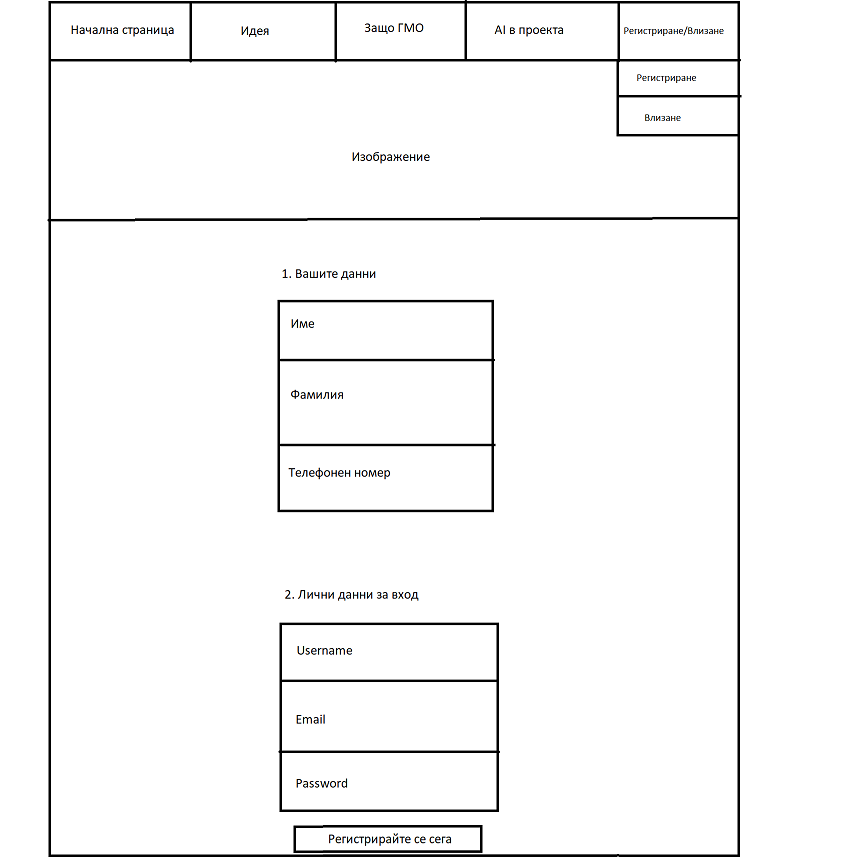 Начална страница
Идея
Защо ГМО
AI в проекта
Регистриране/Влизане
Регистриране
Влизане
Изображение
1. Вашите данни
Име
Фамилия
Телефонен номер
2. Лични данни за вход
Username
Email
Password
Регистрирайте се сега